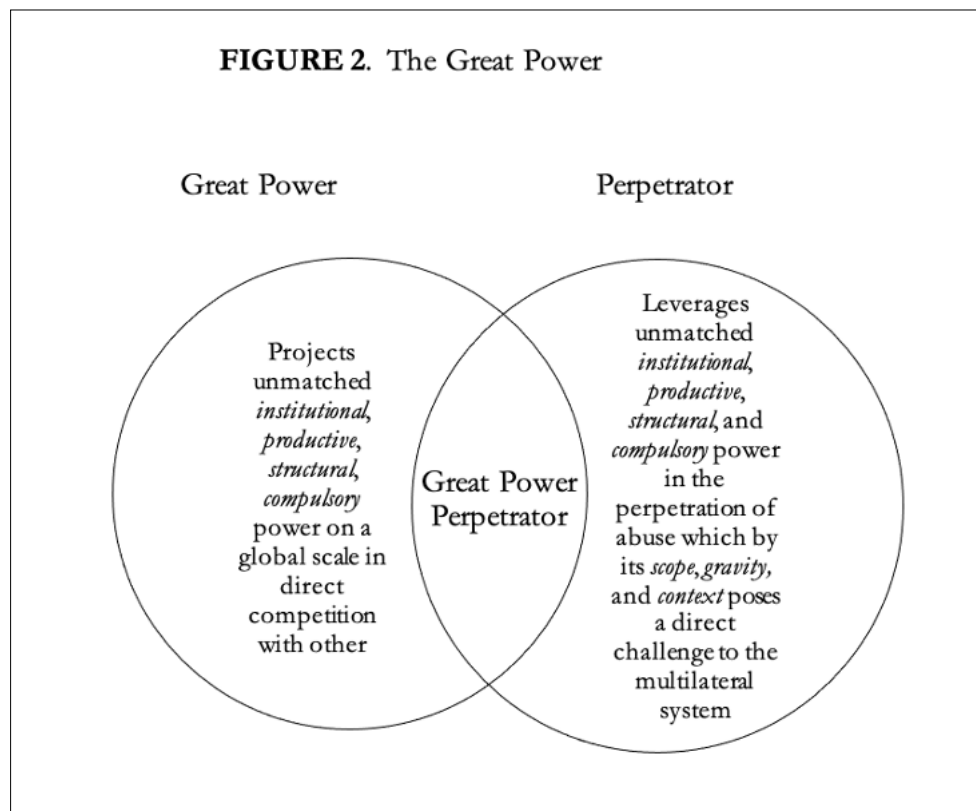 FIGURE 2. The Great Power
Great Power
Perpetrator
Projects
unmatched
institutional,
productive,
structural,
compulsory
power on a
global scale in
direct
competition
with other
Great Power
Perpetrator
Leverages
unmatched
institutional,
productive,
structural, and
compulsory power
in the
perpetration of
abuse which by
its scope, gravity,
and context poses
a direct
challenge to the
multilateral
system